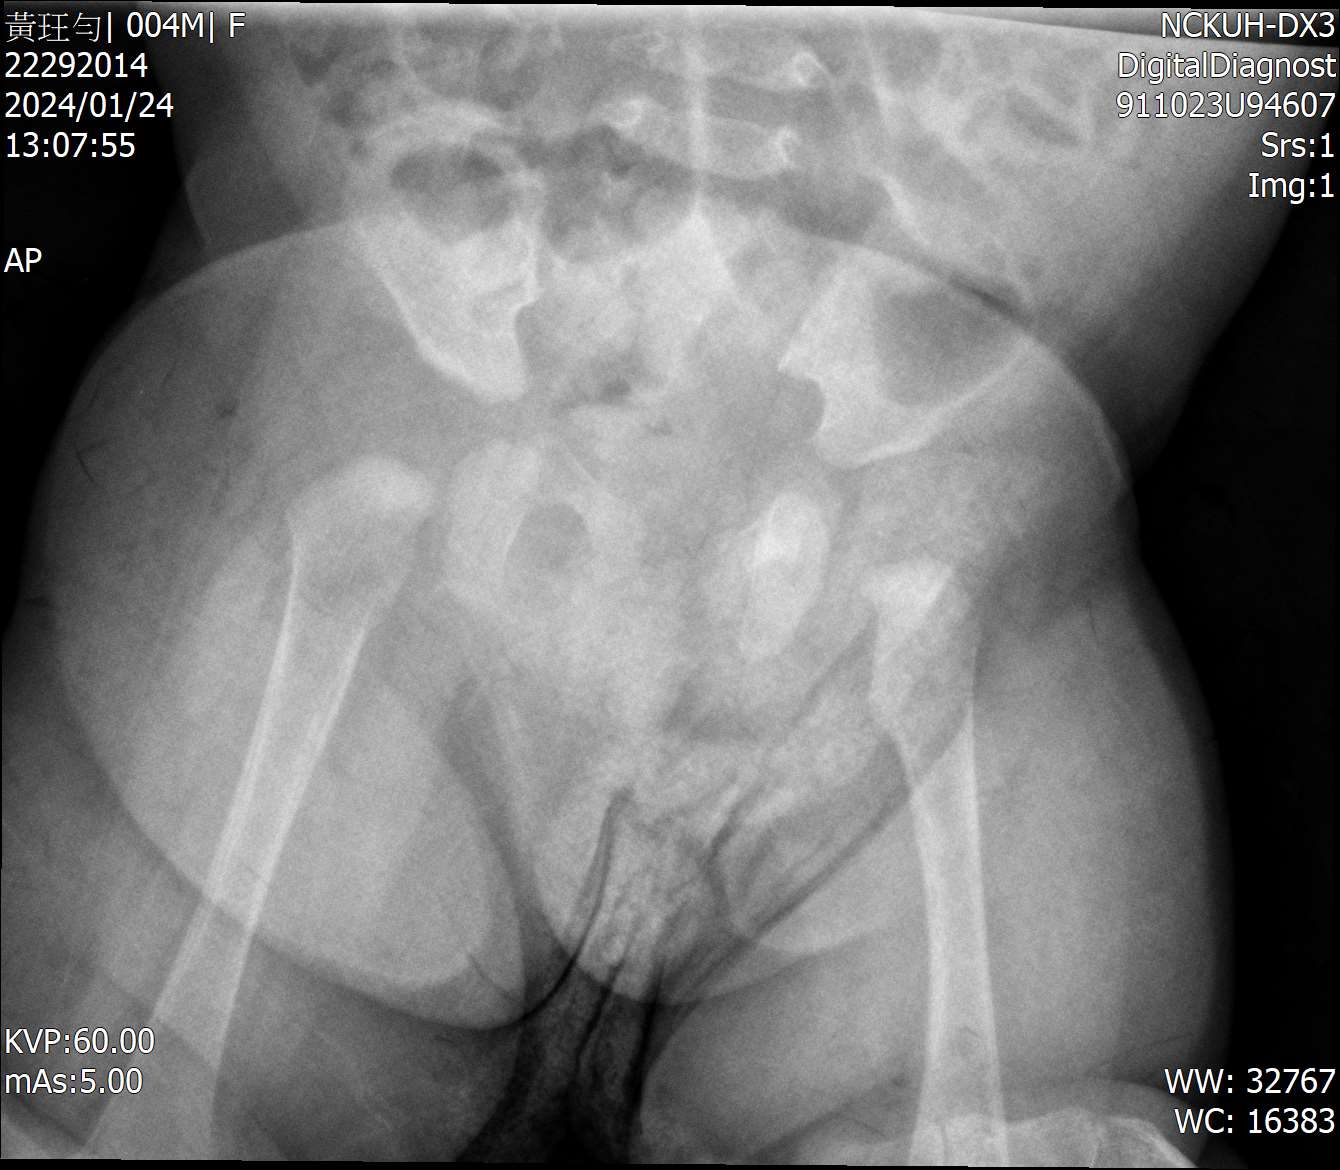 黃玨勻| 004M| F
22292014
2024/01/24
13:07:55
AP
NCKUH-DX3
DigitalDiagnost
911023U94607
Srs:1
Img:1
KVP:60.00
mAs:5.00
WW: 32767
WC: 16383